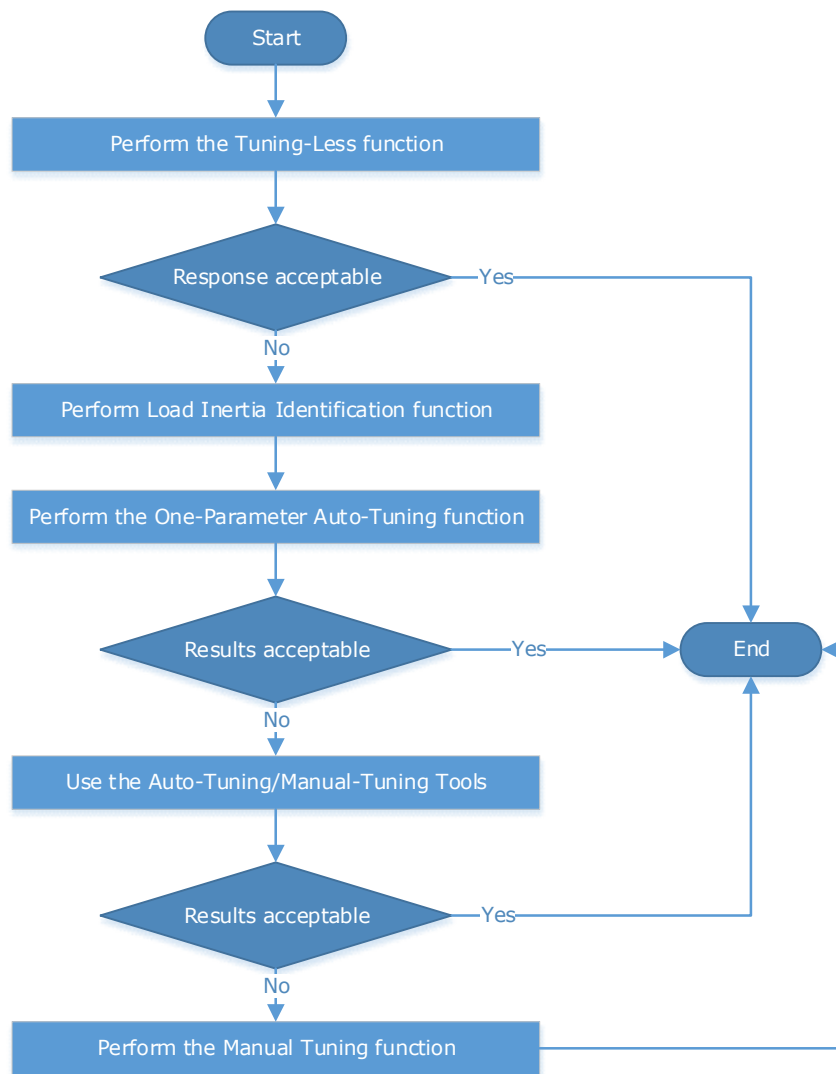 Start
Perform the Tuning-Less function
Response acceptable
Yes
No
Perform Load Inertia Identification function
Perform the One-Parameter Auto-Tuning function
Results acceptable
Yes
End
No
Use the Auto-Tuning/Manual-Tuning Tools
Results acceptable
Yes
No
Perform the Manual Tuning function